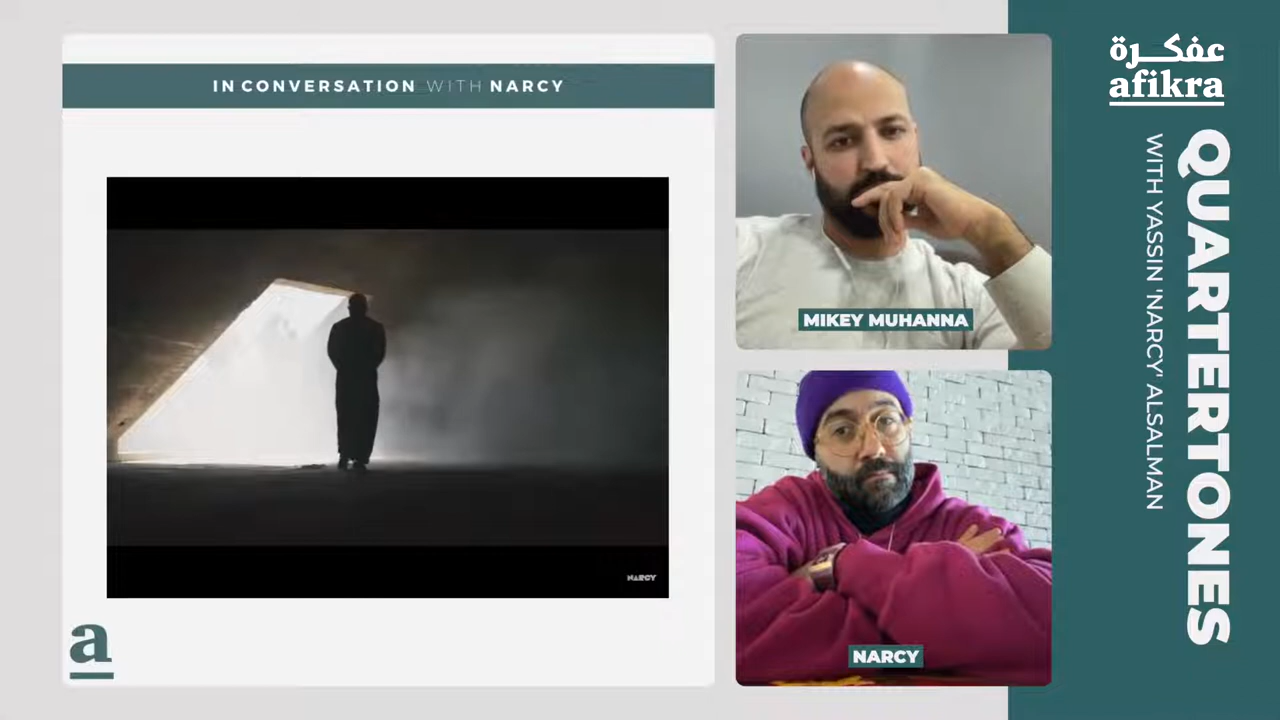 IN CONVERSATION WITH NARCY
NARCY
a
MIKEY MUHANNA
NARCY
عفكرة
afikra
QUARTERTONES
WITH YASSIN 'NARCY' ALSALMAN